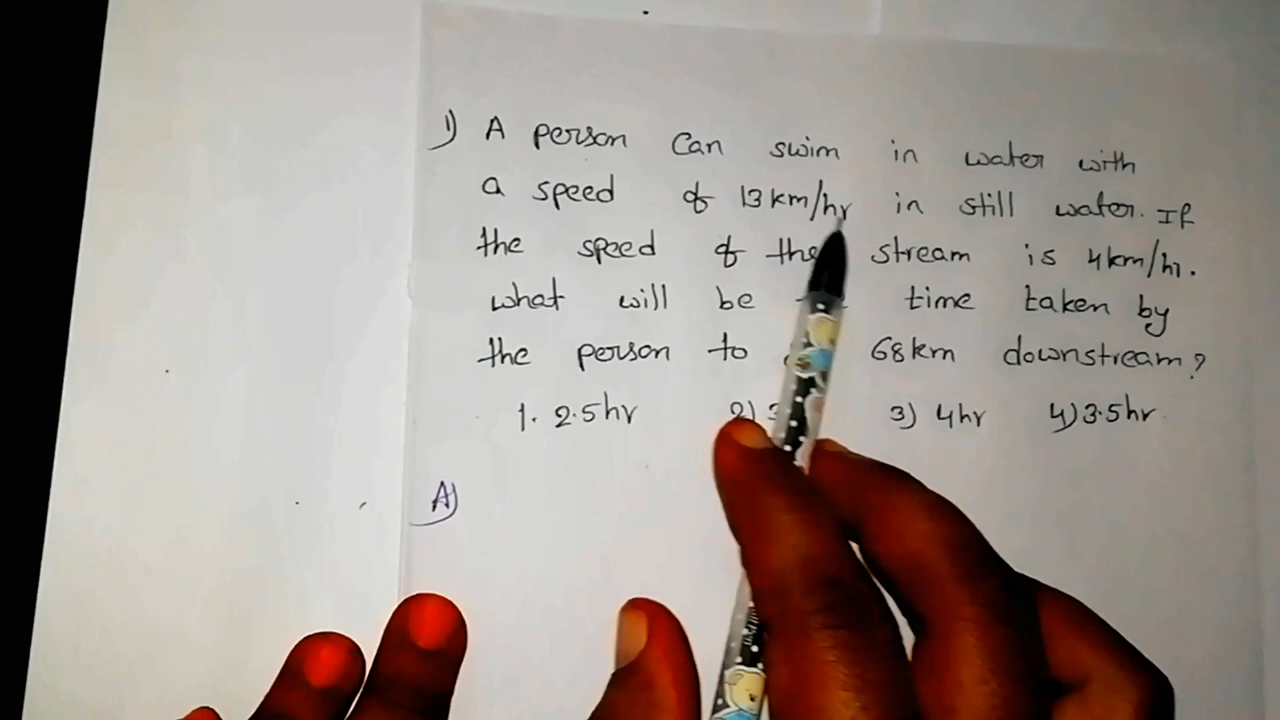 1) A person can swim in water with
a speed of 13 km/hr in still water. If
the speed of the stream is 4km/hr.
what will be time taken by
the person to 68km downstream?
1. 2.5hr 2) 3) 4hr 4) 3.5hr
A)